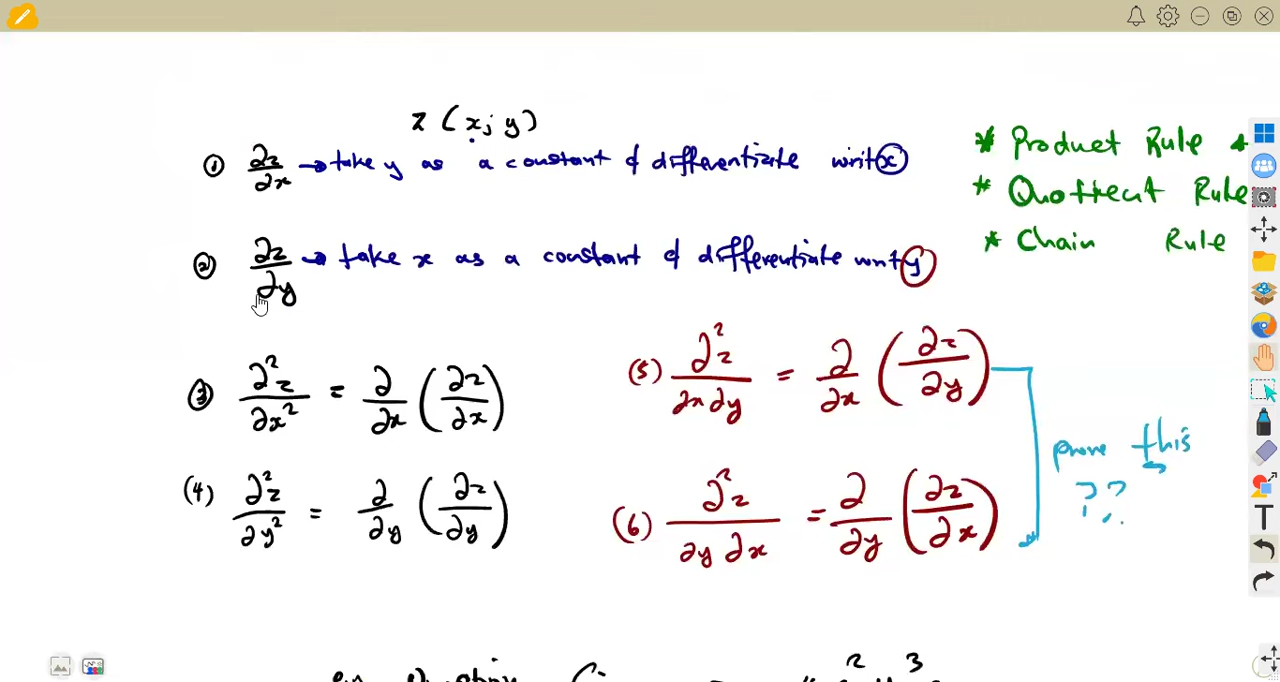 z (x; y)
① ∂z/∂x → take y as a constant & differentiate wrt x
② ∂z/∂y → take x as a constant & differentiate wrt y
* Product Rule
* Quotient Rule
* Chain Rule
③ ∂²z/∂x² = ∂/∂x (∂z/∂x)
(4) ∂²z/∂y² = ∂/∂y (∂z/∂y)
(5) ∂²z/∂x∂y = ∂/∂x (∂z/∂y)
(6) ∂²z/∂y ∂x = ∂/∂y (∂z/∂x)
prove this
??